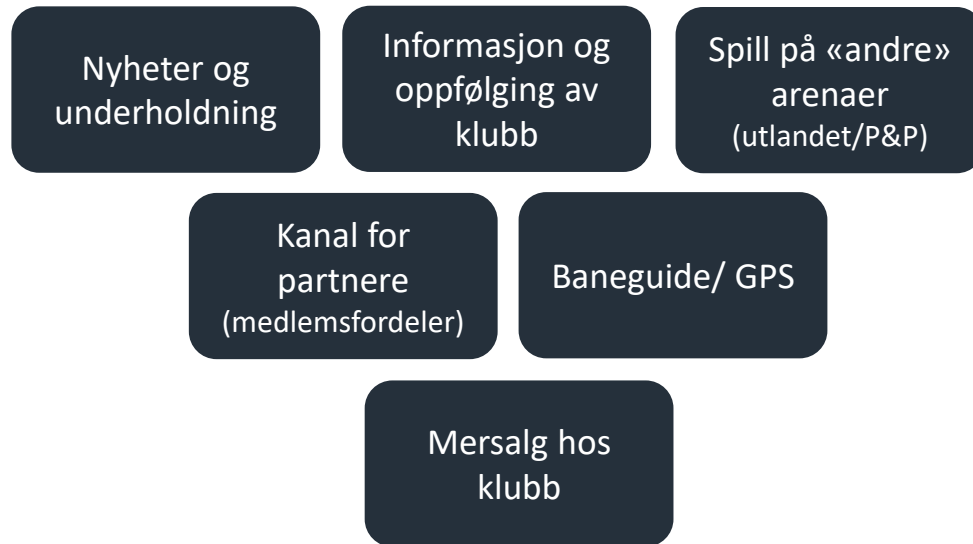 Nyheter og
underholdning
Informasjon og
oppfølging av
klubb
Spill på «andre»
arenaer
(utlandet/P&P)
Kanal for
partnere
(medlemsfordeler)
Baneguide/ GPS
Mersalg hos
klubb